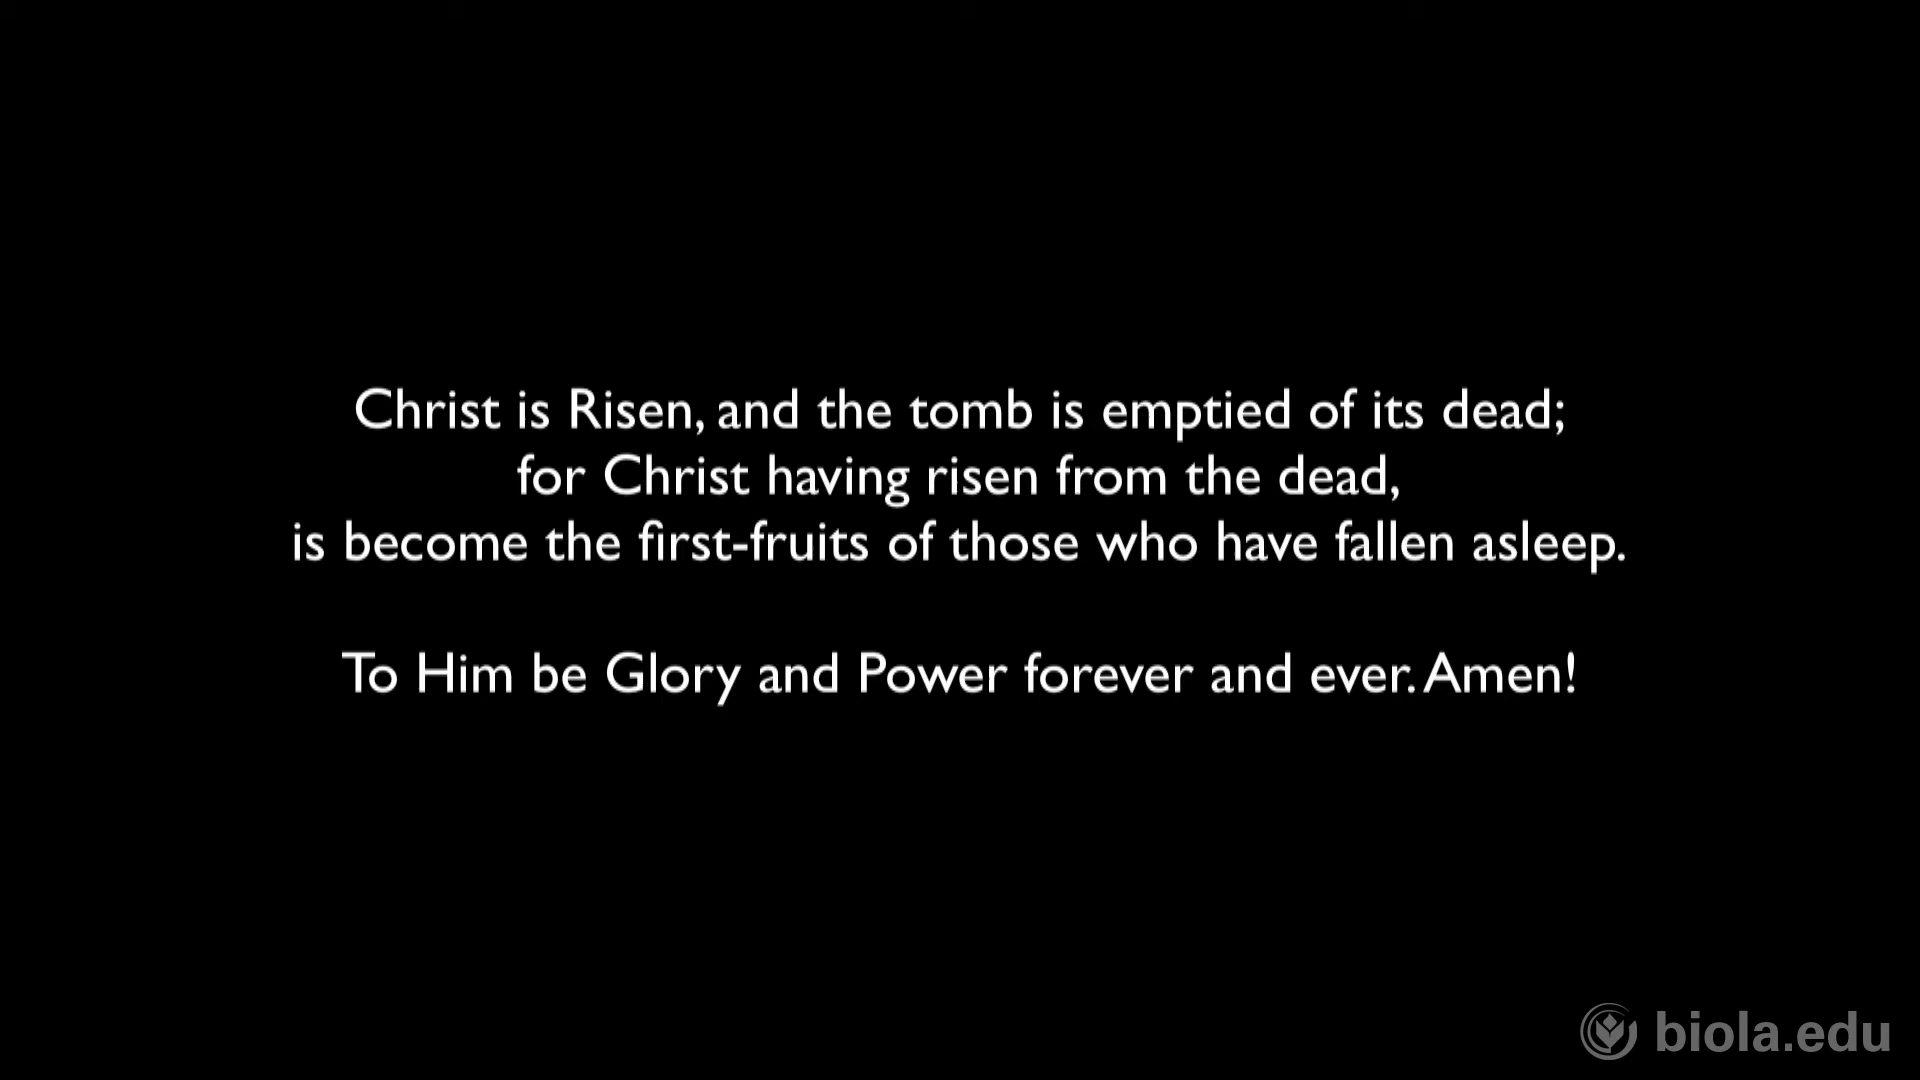 Christ is Risen, and the tomb is emptied of its dead;
for Christ having risen from the dead,
is become the first-fruits of those who have fallen asleep.
To Him be Glory and Power forever and ever. Amen!
biola.edu